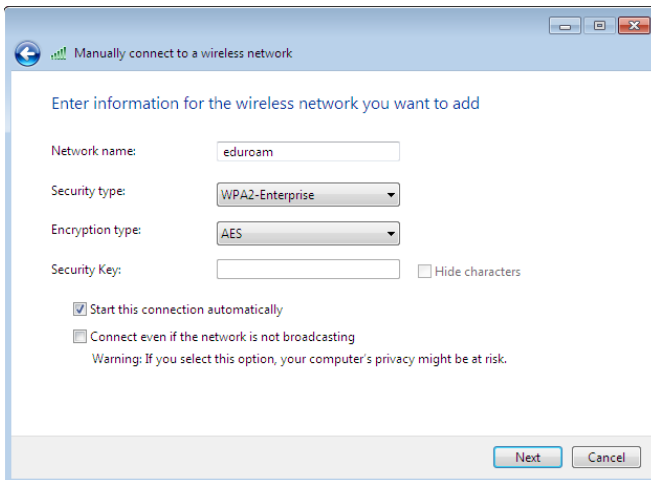 Manually connect to a wireless network
Enter information for the wireless network you want to add
Network name: eduroam
Security type: WPA2-Enterprise
Encryption type: AES
Security Key: Hide characters
Start this connection automatically
Connect even if the network is not broadcasting
Warning: If you select this option, your computer's privacy might be at risk.
Next Cancel